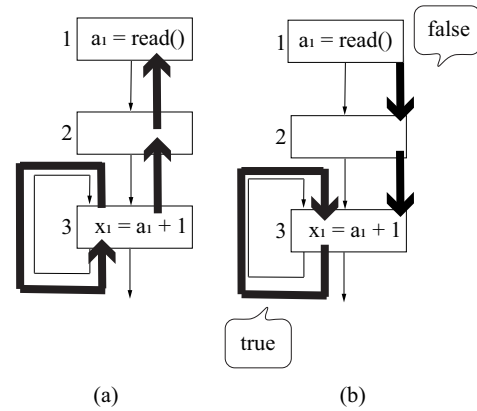 1 a₁ = read()
2
3 x₁ = a₁ + 1
(a)
1 a₁ = read()
false
2
3 x₁ = a₁ + 1
true
(b)